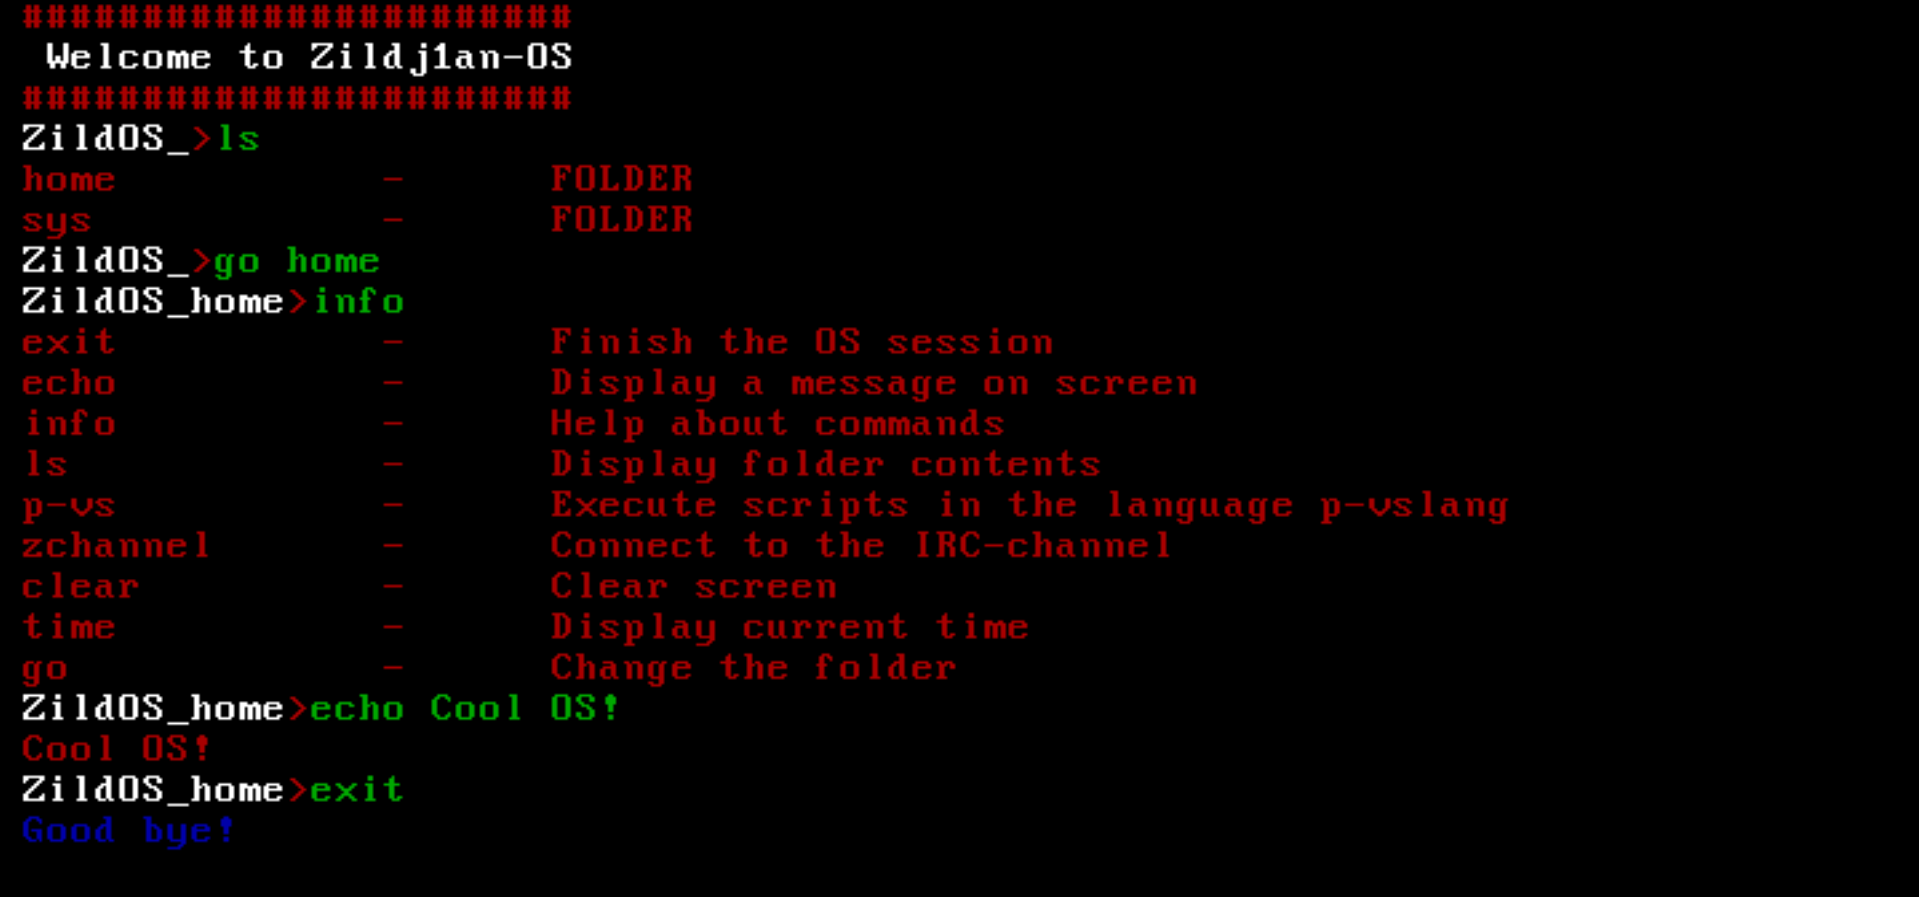 #######################
Welcome to Zildj1an-OS
#######################
ZildOS_>ls
home - FOLDER
sys - FOLDER
ZildOS_>go home
ZildOS_home>info
exit - Finish the OS session
echo - Display a message on screen
info - Help about commands
ls - Display folder contents
p-vs - Execute scripts in the language p-vslang
zchannel - Connect to the IRC-channel
clear - Clear screen
time - Display current time
go - Change the folder
ZildOS_home>echo Cool OS!
Cool OS!
ZildOS_home>exit
Good bye!